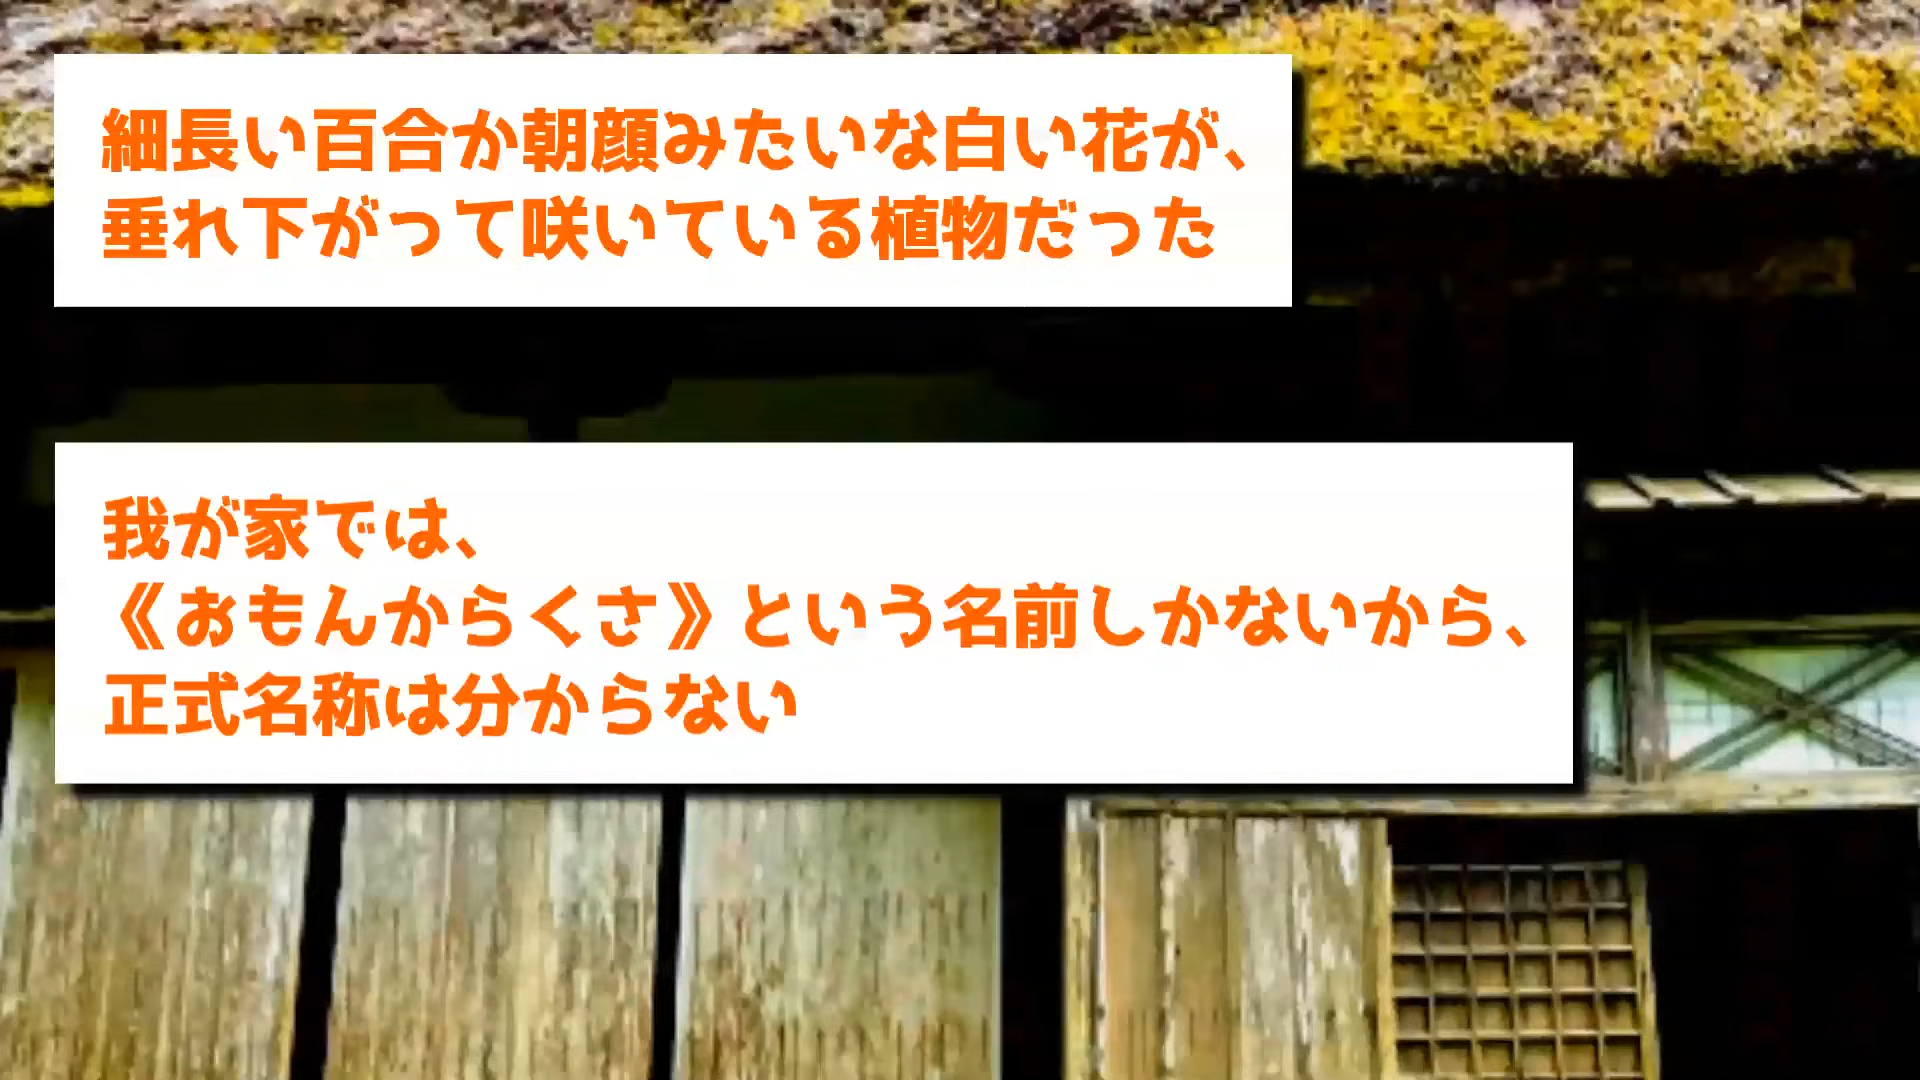 細長い百合か朝顔みたいな白い花が、
垂れ下がって咲いている植物だった
我が家では、
《おもんからくさ》という名前しかないから、
正式名称は分からない